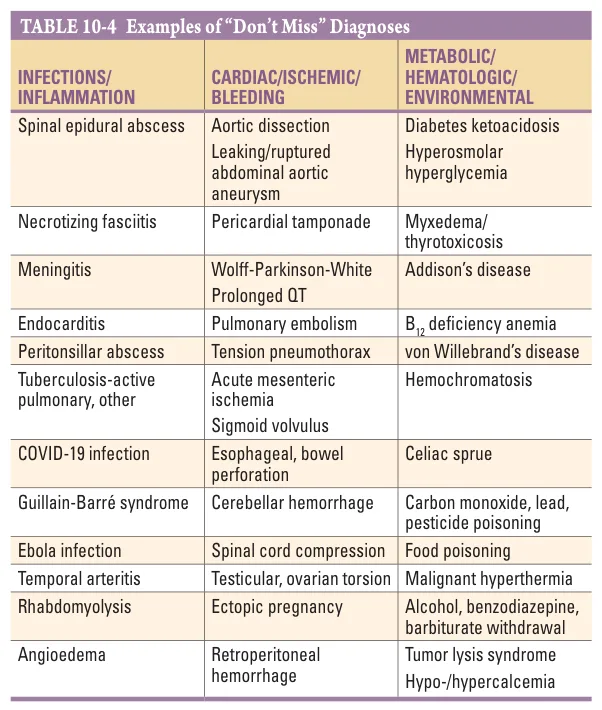 TABLE 10-4 Examples of “Don’t Miss” Diagnoses
INFECTIONS/
INFLAMMATION
CARDIAC/ISCHEMIC/
BLEEDING
METABOLIC/
HEMATOLOGIC/
ENVIRONMENTAL
Spinal epidural abscess
Aortic dissection
Leaking/ruptured
abdominal aortic
aneurysm
Diabetes ketoacidosis
Hyperosmolar
hyperglycemia
Necrotizing fasciitis
Pericardial tamponade
Myxedema/
thyrotoxicosis
Meningitis
Wolff-Parkinson-White
Prolonged QT
Addison’s disease
Endocarditis
Pulmonary embolism
B12 deficiency anemia
Peritonsillar abscess
Tension pneumothorax
von Willebrand’s disease
Tuberculosis-active
pulmonary, other
Acute mesenteric
ischemia
Sigmoid volvulus
Hemochromatosis
COVID-19 infection
Esophageal, bowel
perforation
Celiac sprue
Guillain-Barré syndrome
Cerebellar hemorrhage
Carbon monoxide, lead,
pesticide poisoning
Ebola infection
Spinal cord compression
Food poisoning
Temporal arteritis
Testicular, ovarian torsion
Malignant hyperthermia
Rhabdomyolysis
Ectopic pregnancy
Alcohol, benzodiazepine,
barbiturate withdrawal
Angioedema
Retroperitoneal
hemorrhage
Tumor lysis syndrome
Hypo-/hypercalcemia